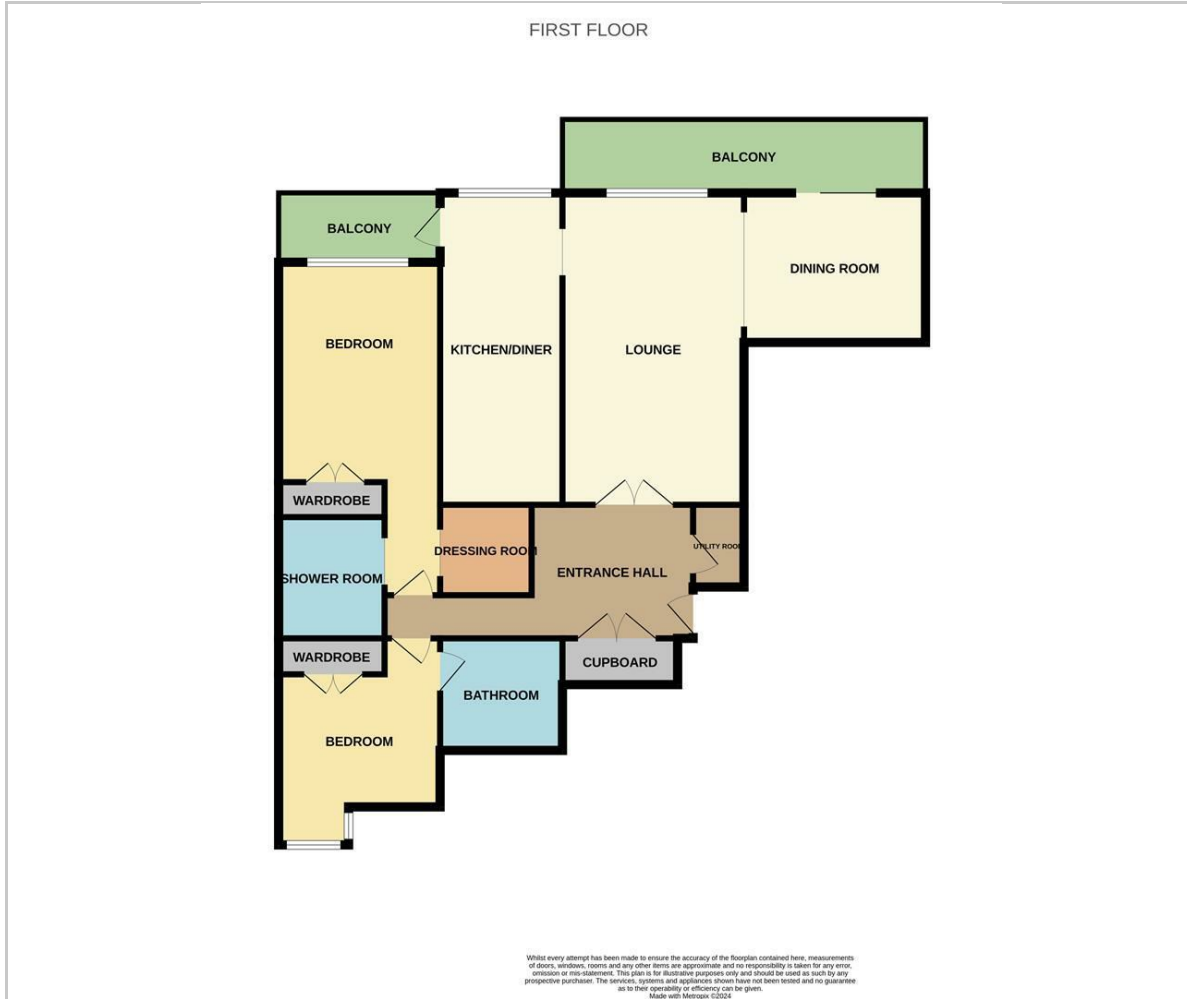 FIRST FLOOR
BALCONY
BALCONY
DINING ROOM
BEDROOM
KITCHEN/DINER
LOUNGE
WARDROBE
DRESSING ROOM
UTILITY ROOM
ENTRANCE HALL
SHOWER ROOM
WARDROBE
CUPBOARD
BATHROOM
BEDROOM
Whilst every attempt has been made to ensure the accuracy of the floorplan contained here, measurements
of doors, windows, rooms and any other items are approximate and no responsibility is taken for any error,
omission or mis-statement. This plan is for illustrative purposes only and should be used as such by any
prospective purchaser. The services, systems and appliances shown have not been tested and no guarantee
as to their operability or efficiency can be given.
Made with Metropix ©2024